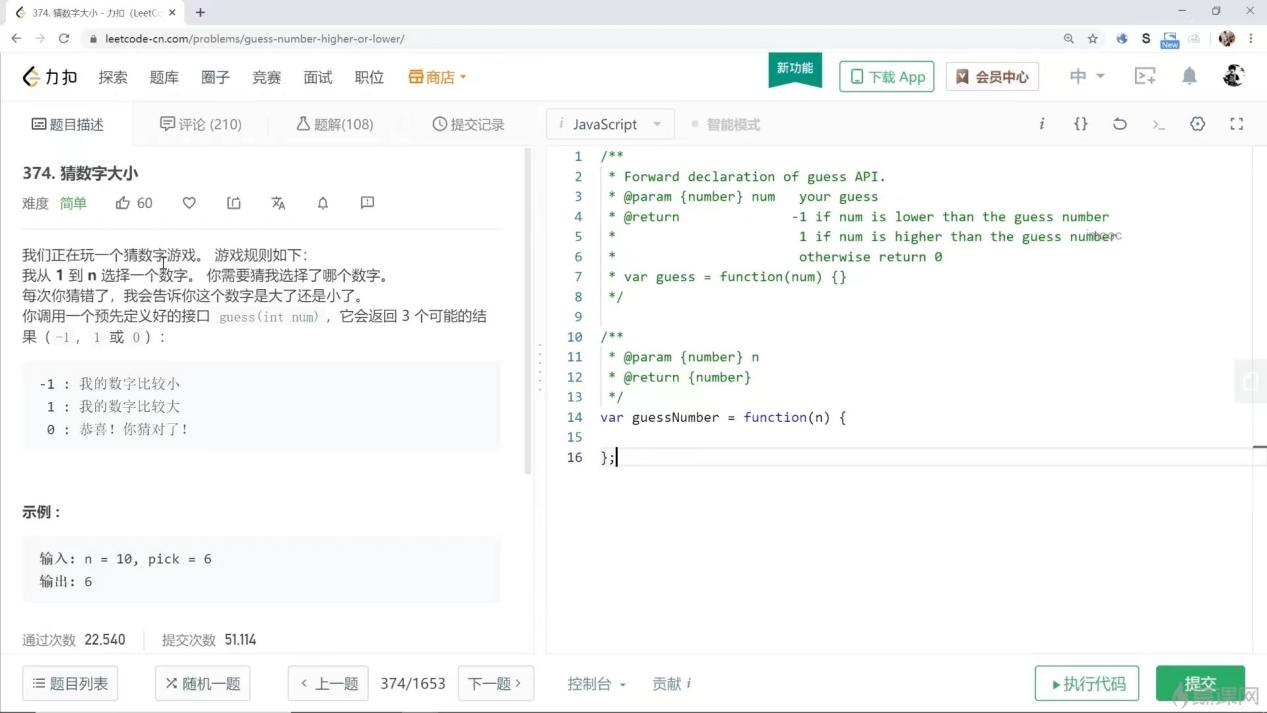 374. 猜数字大小 - 力扣 (LeetCo
leetcode-cn.com/problems/guess-number-higher-or-lower/
S
New
力扣 探索 题库 圈子 竞赛 面试 职位 商店 新功能 下载 App 会员中心 中
题目描述 评论 (210) 题解(108) 提交记录
i JavaScript 智能模式 i {} >_
374. 猜数字大小
难度 简单 60
我们正在玩一个猜数字游戏。 游戏规则如下:
我从 1 到 n 选择一个数字。 你需要猜我选择了哪个数字。
每次你猜错了，我会告诉你这个数字是大了还是小了。
你调用一个预先定义好的接口 guess(int num)，它会返回 3 个可能的结
果（-1，1 或 0）:
-1 : 我的数字比较小
1 : 我的数字比较大
0 : 恭喜! 你猜对了!
示例 :
输入: n = 10, pick = 6
输出: 6
通过次数 22,540 提交次数 51,114
1 /**
2 * Forward declaration of guess API.
3 * @param {number} num   your guess
4 * @return              -1 if num is lower than the guess number
5 *                       1 if num is higher than the guess number
6 *                       otherwise return 0
7 * var guess = function(num) {}
8 */
9
10 /**
11 * @param {number} n
12 * @return {number}
13 */
14 var guessNumber = function(n) {
15
16 };
题目列表 随机一题 上一题 374/1653 下一题 控制台 贡献 i 执行代码 提交
慕课网